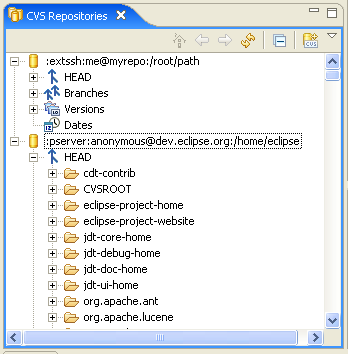 CVS Repositories
:extssh:me@myrepo:/root/path
HEAD
Branches
Versions
Dates
:pserver:anonymous@dev.eclipse.org:/home/eclipse
HEAD
cdt-contrib
CVSROOT
eclipse-project-home
eclipse-project-website
jdt-core-home
jdt-debug-home
jdt-doc-home
jdt-ui-home
org.apache.ant
org.apache.lucene